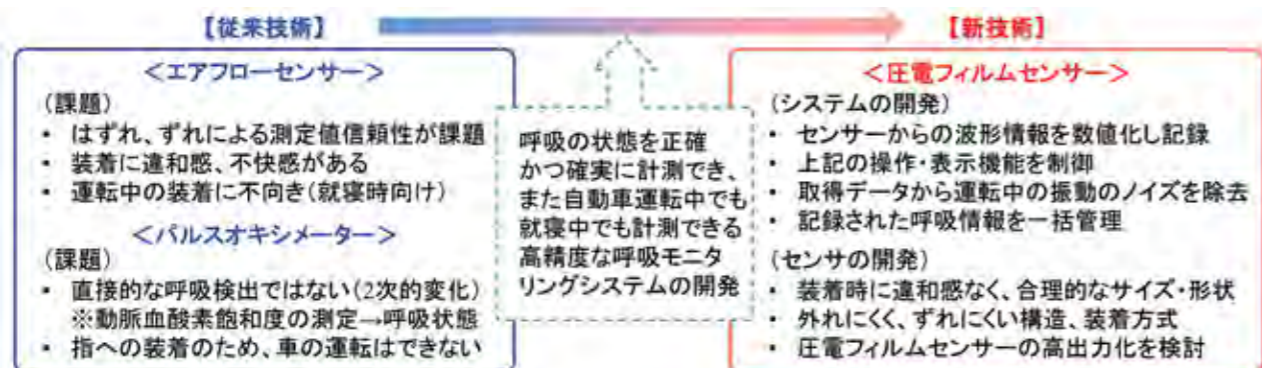 【従来技術】
【新技術】
<エアフローセンサー>
(課題)
・ はずれ、ずれによる測定値信頼性が課題
・ 装着に違和感、不快感がある
・ 運転中の装着に不向き(就寝時向け)
<パルスオキシメーター>
(課題)
・ 直接的な呼吸検出ではない(2次的変化)
※動脈血酸素飽和度の測定→呼吸状態
・ 指への装着のため、車の運転はできない
呼吸の状態を正確
かつ確実に計測でき、
また自動車運転中でも
就寝中でも計測できる
高精度な呼吸モニタ
リングシステムの開発
<圧電フィルムセンサー>
(システムの開発)
・ センサーからの波形情報を数値化し記録
・ 上記の操作・表示機能を制御
・ 取得データから運転中の振動のノイズを除去
・ 記録された呼吸情報を一括管理
(センサの開発)
・ 装着時に違和感なく、合理的なサイズ・形状
・ 外れにくく、ずれにくい構造、装着方式
・ 圧電フィルムセンサーの高出力化を検討